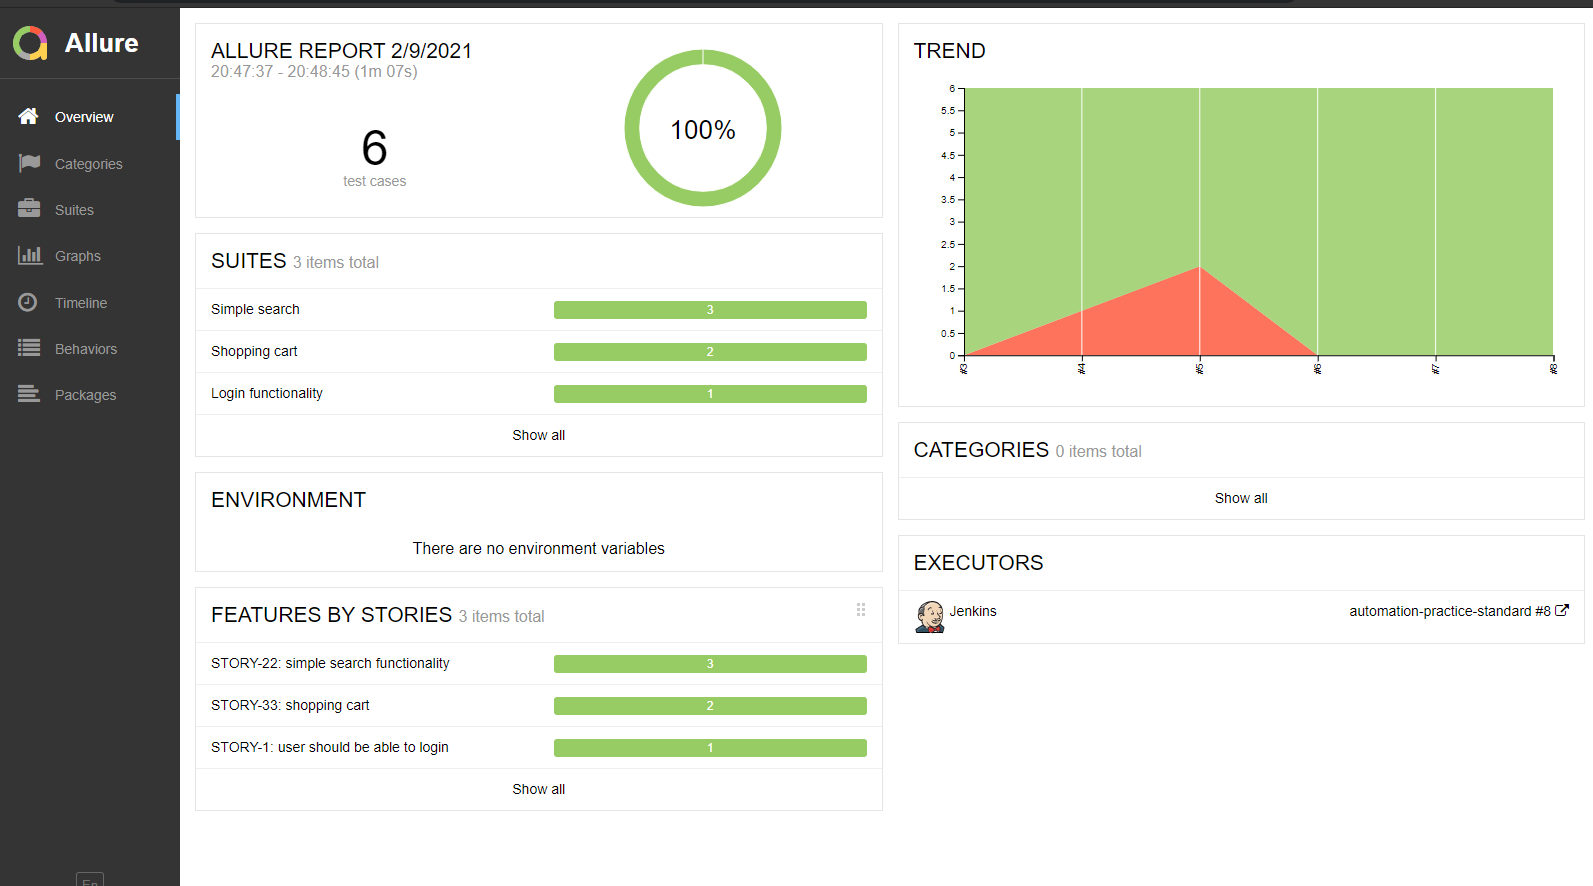 Allure
Overview
Categories
Suites
Graphs
Timeline
Behaviors
Packages
En
ALLURE REPORT 2/9/2021
20:47:37 - 20:48:45 (1m 07s)
6
test cases
100%
SUITES 3 items total
Simple search 3
Shopping cart 2
Login functionality 1
Show all
ENVIRONMENT
There are no environment variables
FEATURES BY STORIES 3 items total
STORY-22: simple search functionality 3
STORY-33: shopping cart 2
STORY-1: user should be able to login 1
Show all
TREND
6
5.5
5
4.5
4
3.5
3
2.5
2
1.5
1
0.5
0
#3 #4 #5 #6 #7 #8
CATEGORIES 0 items total
Show all
EXECUTORS
Jenkins automation-practice-standard #8